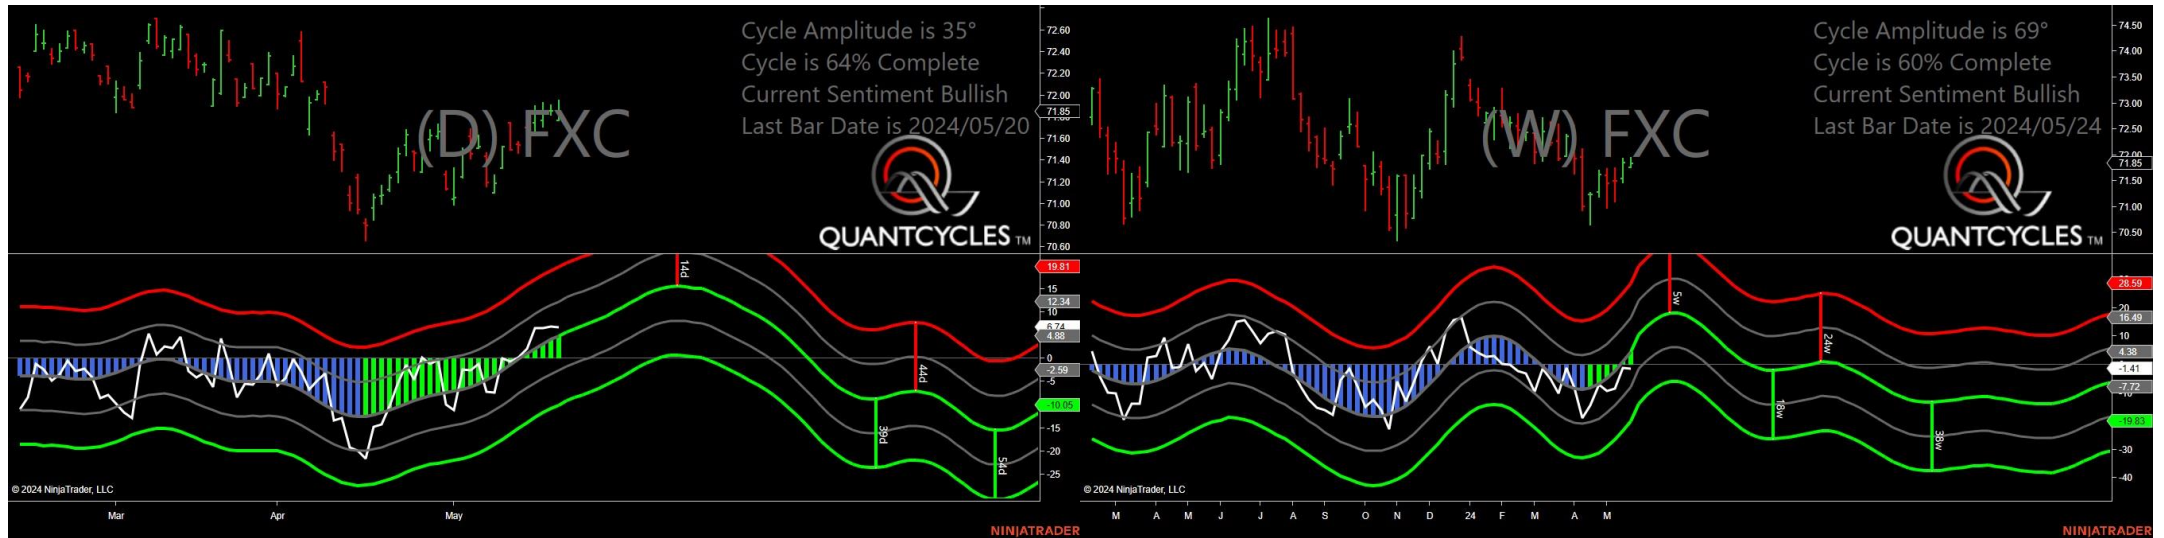 Cycle Amplitude is 35°
Cycle is 64% Complete
Current Sentiment Bullish
Last Bar Date is 2024/05/20
(D) FXC
QUANTCYCLES TM
72.60
72.40
72.20
72.00
71.85
71.60
71.40
71.20
71.00
70.80
70.60
14d
39d
44d
54d
19.81
15
12.34
10
6.74
4.88
0
-2.59
-5
-10.05
-15
-20
-25
© 2024 NinjaTrader, LLC
Mar
Apr
May
NINJATRADER
Cycle Amplitude is 69°
Cycle is 60% Complete
Current Sentiment Bullish
Last Bar Date is 2024/05/24
(W) FXC
QUANTCYCLES TM
74.50
74.00
73.50
73.00
72.50
72.00
71.85
71.50
71.00
70.50
5w
18w
24w
38w
28.59
20
16.49
10
4.38
-1.41
-7.72
-19.83
-30
-40
© 2024 NinjaTrader, LLC
M
A
M
J
J
A
S
O
N
D
24
F
M
A
M
NINJATRADER